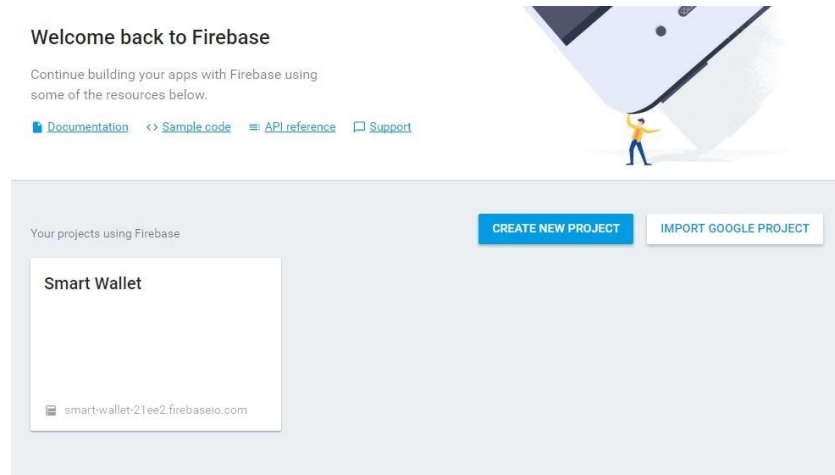 Welcome back to Firebase
Continue building your apps with Firebase using
some of the resources below.
Documentation <> Sample code API reference Support
Your projects using Firebase
CREATE NEW PROJECT IMPORT GOOGLE PROJECT
Smart Wallet
smart-wallet-21ee2.firebaseio.com